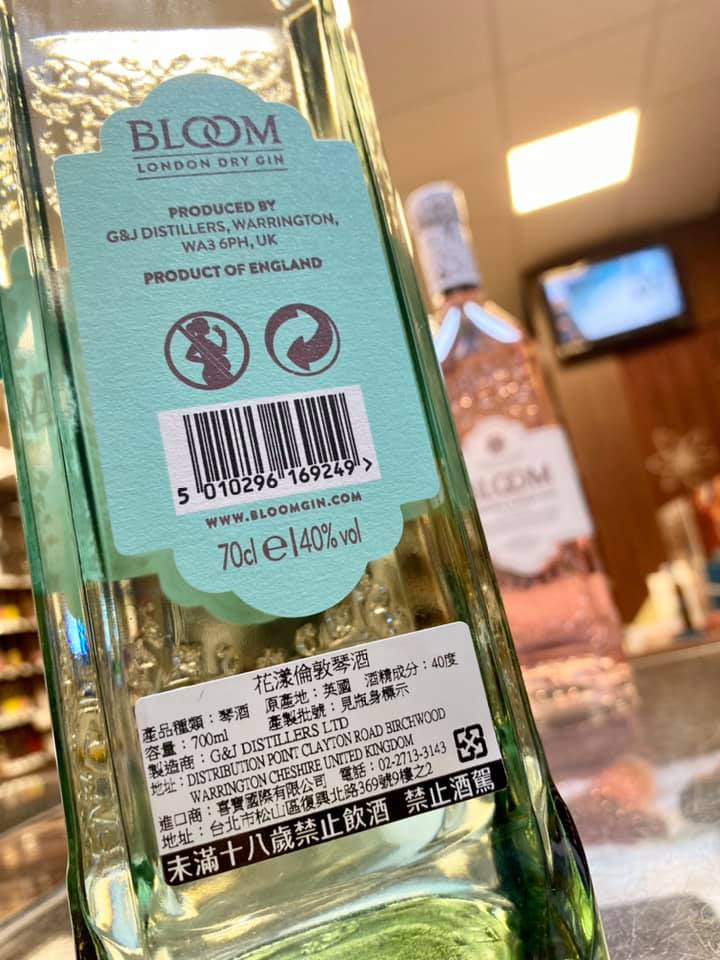 BLOOM
LONDON DRY GIN
PRODUCED BY
G&J DISTILLERS, WARRINGTON,
WA3 6PH, UK
PRODUCT OF ENGLAND
5 010296 169249 >
WWW.BLOOMGIN.COM
70cl e 40% vol
花漾倫敦琴酒
產品種類：琴酒 原產地：英國 酒精成分：40度
容量：700ml 產製批號：見瓶身標示
製造商：G&J DISTILLERS LTD
地址：DISTRIBUTION POINT CLAYTON ROAD BIRCHWOOD
WARRINGTON CHESHIRE UNITED KINGDOM
進口商：喜寶國際有限公司 電話：02-2713-3143
地址：台北市松山區復興北路369號9樓之2
未滿十八歲禁止飲酒 禁止酒駕
BLOOM